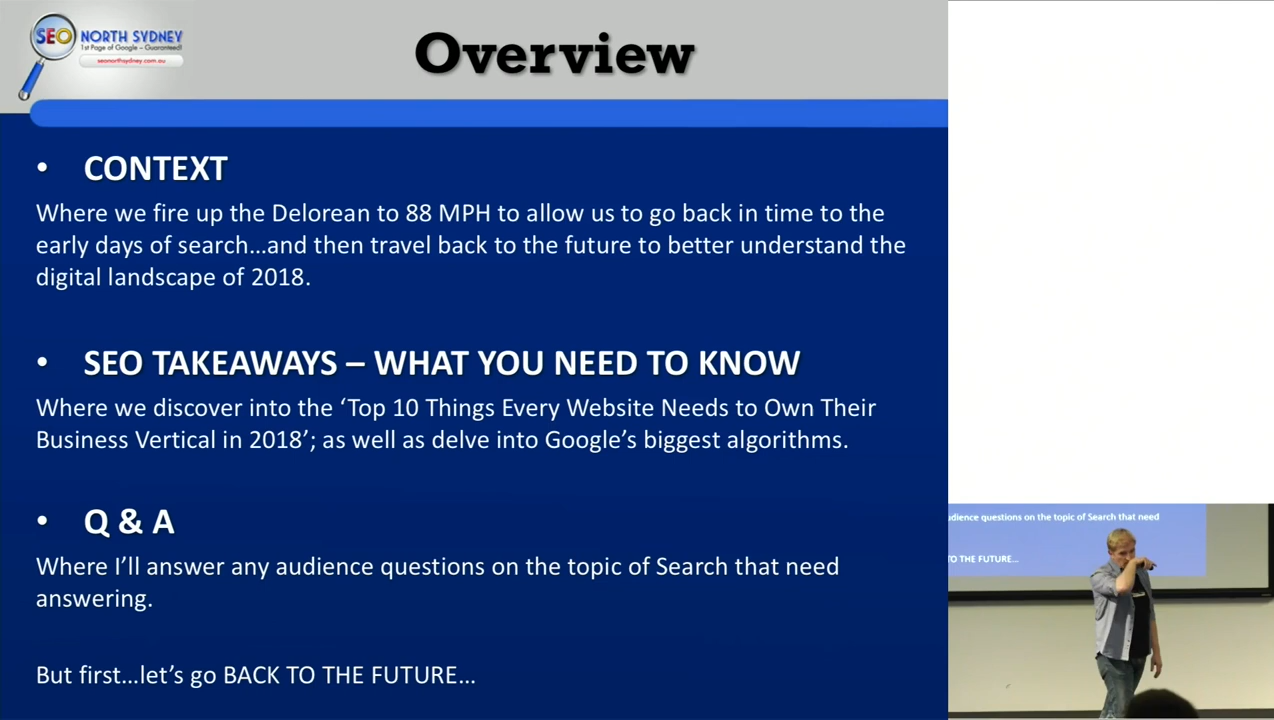 SEO NORTH SYDNEY
1st Page of Google – Guaranteed!
seonorthsydney.com.au
Overview
• CONTEXT
Where we fire up the Delorean to 88 MPH to allow us to go back in time to the
early days of search...and then travel back to the future to better understand the
digital landscape of 2018.
• SEO TAKEAWAYS – WHAT YOU NEED TO KNOW
Where we discover into the ‘Top 10 Things Every Website Needs to Own Their
Business Vertical in 2018’; as well as delve into Google’s biggest algorithms.
• Q & A
Where I’ll answer any audience questions on the topic of Search that need
answering.
But first...let’s go BACK TO THE FUTURE...
udience questions on the topic of Search that need
TO THE FUTURE...